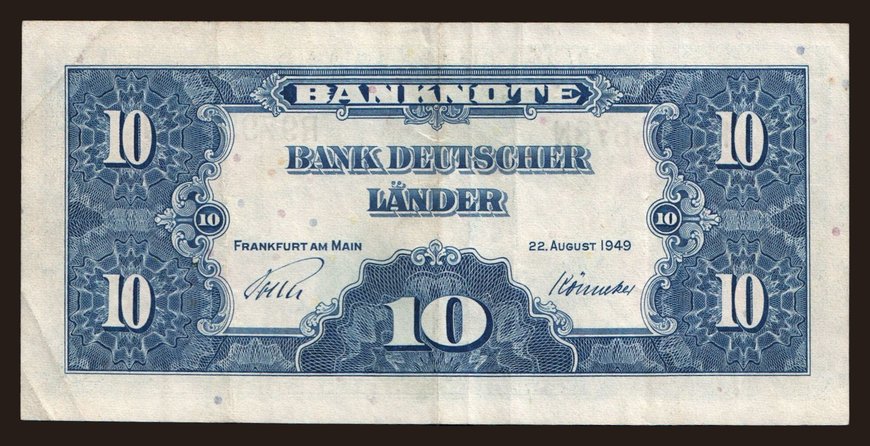 BANKNOTE
10 10
BANK DEUTSCHER
LÄNDER
10 10
FRANKFURT AM MAIN 22. AUGUST 1949
10 10 10